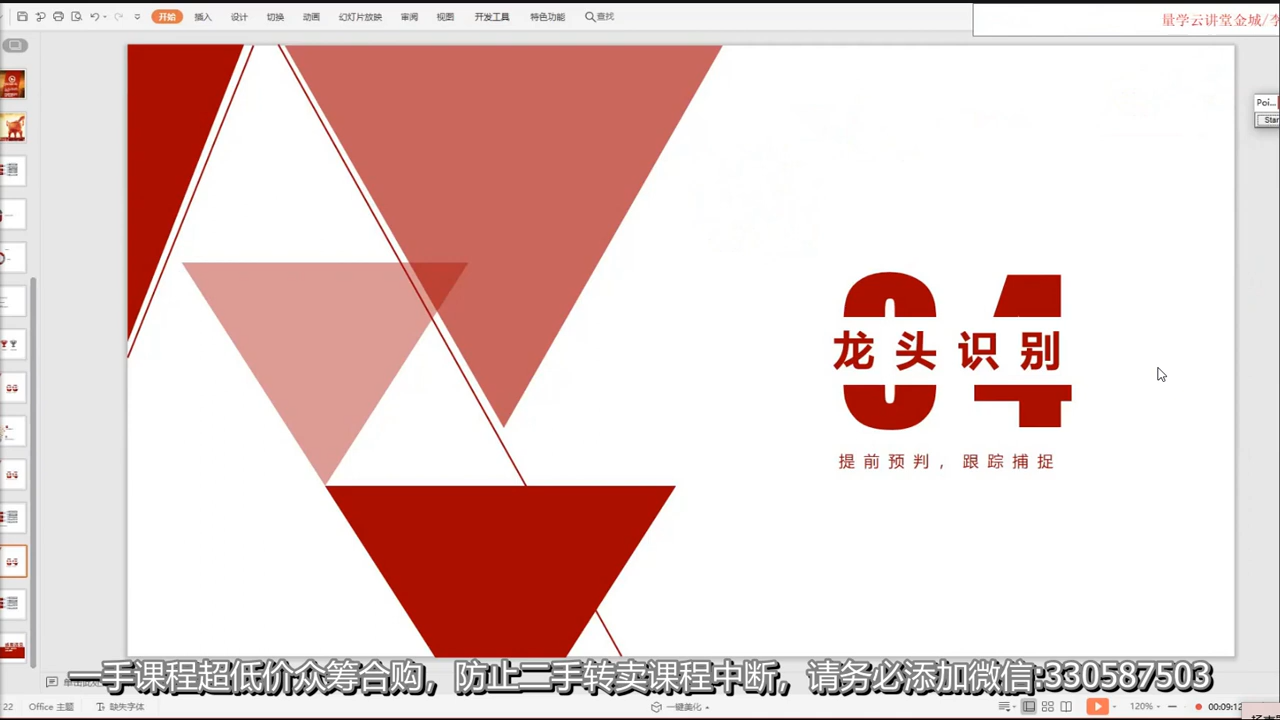 开始 插入 设计 切换 动画 幻灯片放映 审阅 视图 开发工具 特色功能 查找
量学云讲堂金城/
Poi...
Star
04
龙头识别
提前预判，跟踪捕捉
一手课程超低价众筹合购，防止二手转卖课程中断，请务必添加微信:330587503
22 Office 主题 缺失字体 一键美化 120% 00:09:12